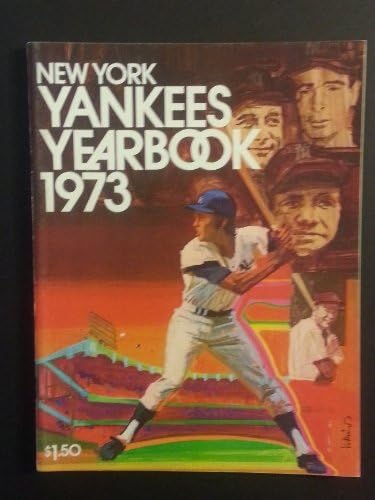 NEW YORK
YANKEES
YEARBOOK
1973
$1.50